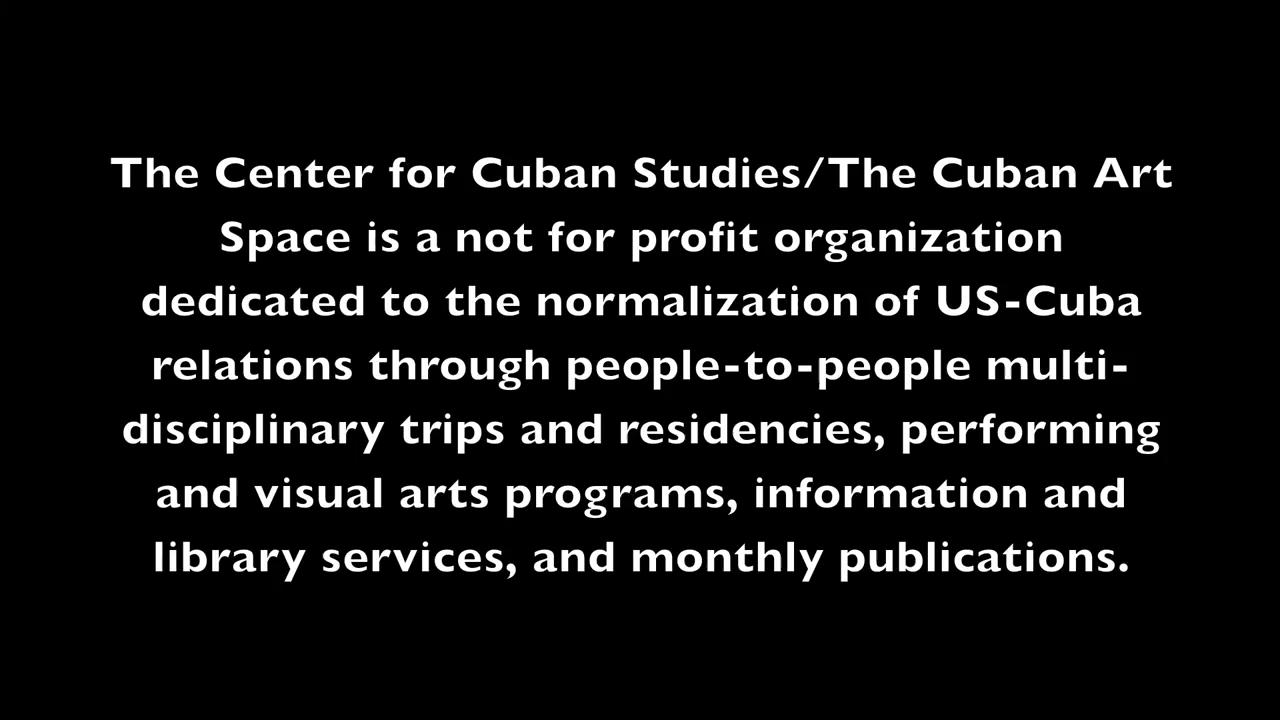 The Center for Cuban Studies/The Cuban Art
Space is a not for profit organization
dedicated to the normalization of US-Cuba
relations through people-to-people multi-
disciplinary trips and residencies, performing
and visual arts programs, information and
library services, and monthly publications.